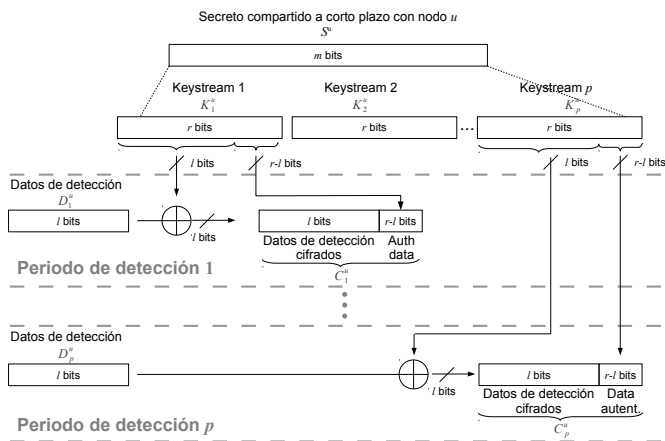 Secreto compartido a corto plazo con nodo u
S^u
m bits
Keystream 1 Keystream 2 Keystream p
K_1^u K_2^u K_p^u
r bits r bits ... r bits
l bits r-l bits l bits r-l bits
Datos de detección
D_1^u
l bits l bits l bits r-l bits
Datos de detección cifrados Auth data
C_1^u
Periodo de detección 1
Datos de detección
D_p^u
l bits l bits l bits r-l bits
Datos de detección cifrados Data autent.
C_p^u
Periodo de detección p